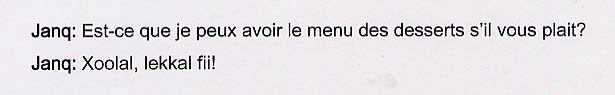 Janq: Est-ce que je peux avoir le menu des desserts s'il vous plait?
Janq: Xoolal, lekkal fii!